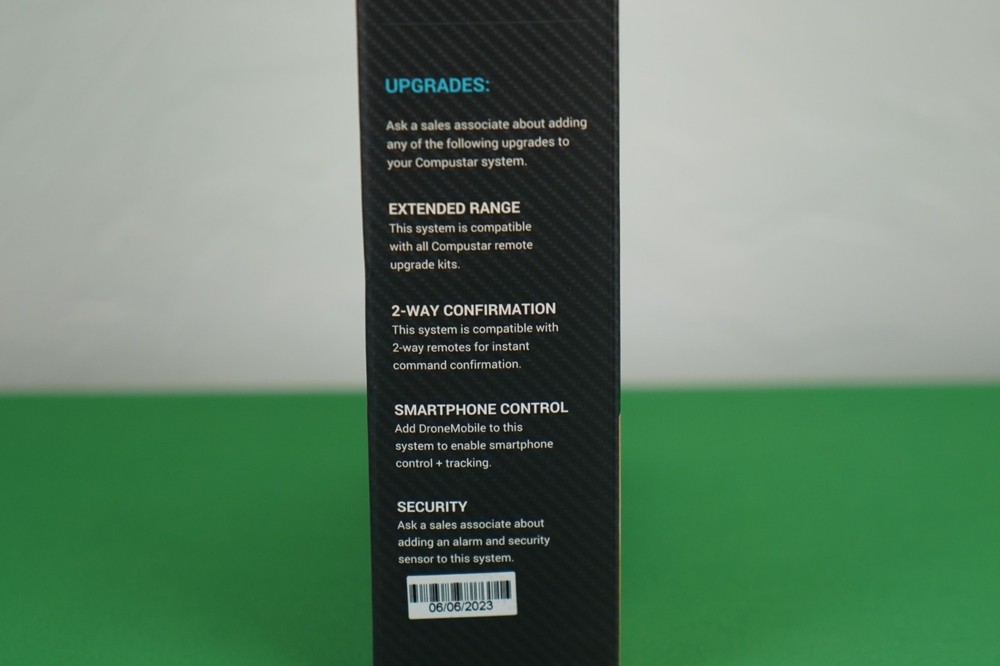 UPGRADES:
Ask a sales associate about adding
any of the following upgrades to
your Compustar system.
EXTENDED RANGE
This system is compatible
with all Compustar remote
upgrade kits.
2-WAY CONFIRMATION
This system is compatible with
2-way remotes for instant
command confirmation.
SMARTPHONE CONTROL
Add DroneMobile to this
system to enable smartphone
control + tracking.
SECURITY
Ask a sales associate about
adding an alarm and security
sensor to this system.
06/06/2023